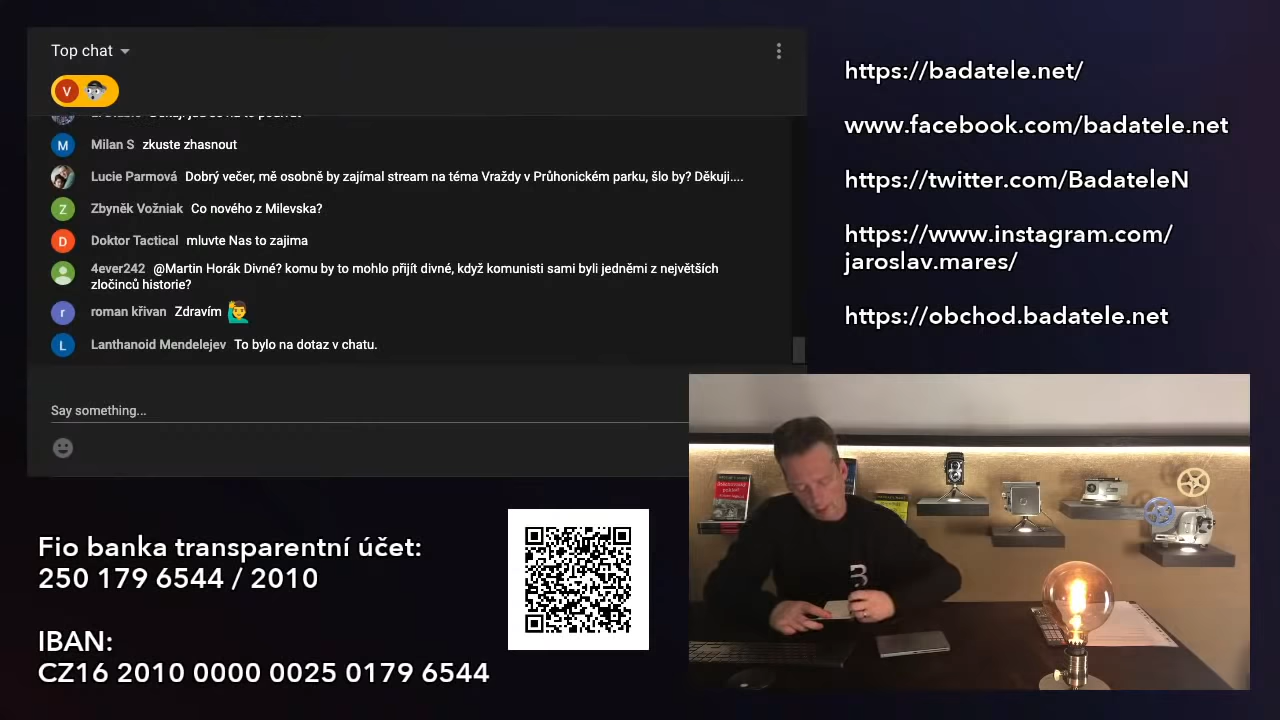 Top chat
V
M Milan S zkuste zhasnout
Lucie Parmová Dobrý večer, mě osobně by zajímal stream na téma Vraždy v Průhonickém parku, šlo by? Děkuji....
Z Zbyněk Vožniak Co nového z Milevska?
D Doktor Tactical mluvte Nas to zajima
4ever242 @Martin Horák Divné? komu by to mohlo přijít divné, když komunisti sami byli jedněmi z největších
zločinců historie?
r roman křivan Zdravím
L Lanthanoid Mendelejev To bylo na dotaz v chatu.
Say something...
https://badatele.net/
www.facebook.com/badatele.net
https://twitter.com/BadateleN
https://www.instagram.com/
jaroslav.mares/
https://obchod.badatele.net
Fio banka transparentní účet:
250 179 6544 / 2010
IBAN:
CZ16 2010 0000 0025 0179 6544